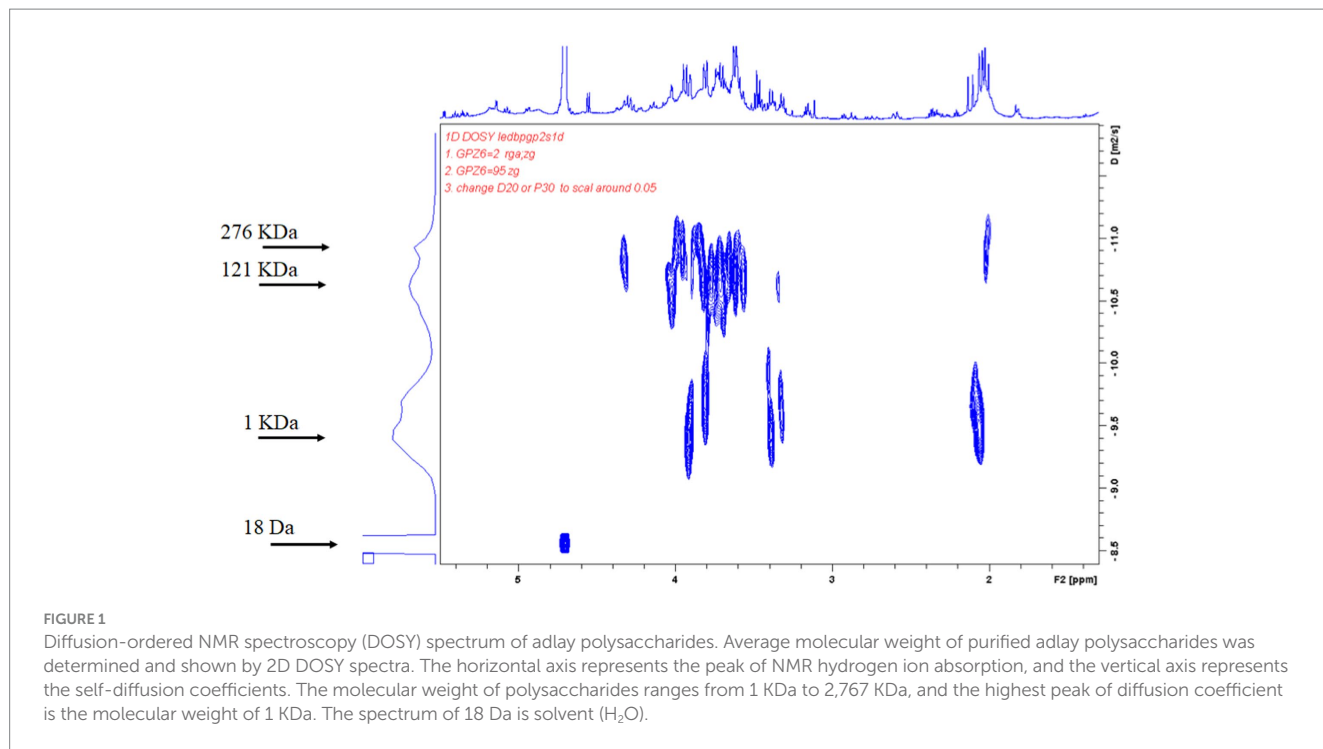 1D DOSY ledbpgp2s1d
1. GPZ6=2 rga,zg
2. GPZ6=95 zg
3. change D20 or P30 to scal around 0.05
D [m2/s]
276 KDa
121 KDa
1 KDa
18 Da
-11.0
-10.5
-10.0
-9.5
-9.0
-8.5
5 4 3 2 F2 [ppm]
FIGURE 1
Diffusion-ordered NMR spectroscopy (DOSY) spectrum of adlay polysaccharides. Average molecular weight of purified adlay polysaccharides was
determined and shown by 2D DOSY spectra. The horizontal axis represents the peak of NMR hydrogen ion absorption, and the vertical axis represents
the self-diffusion coefficients. The molecular weight of polysaccharides ranges from 1 KDa to 2,767 KDa, and the highest peak of diffusion coefficient
is the molecular weight of 1 KDa. The spectrum of 18 Da is solvent (H₂O).